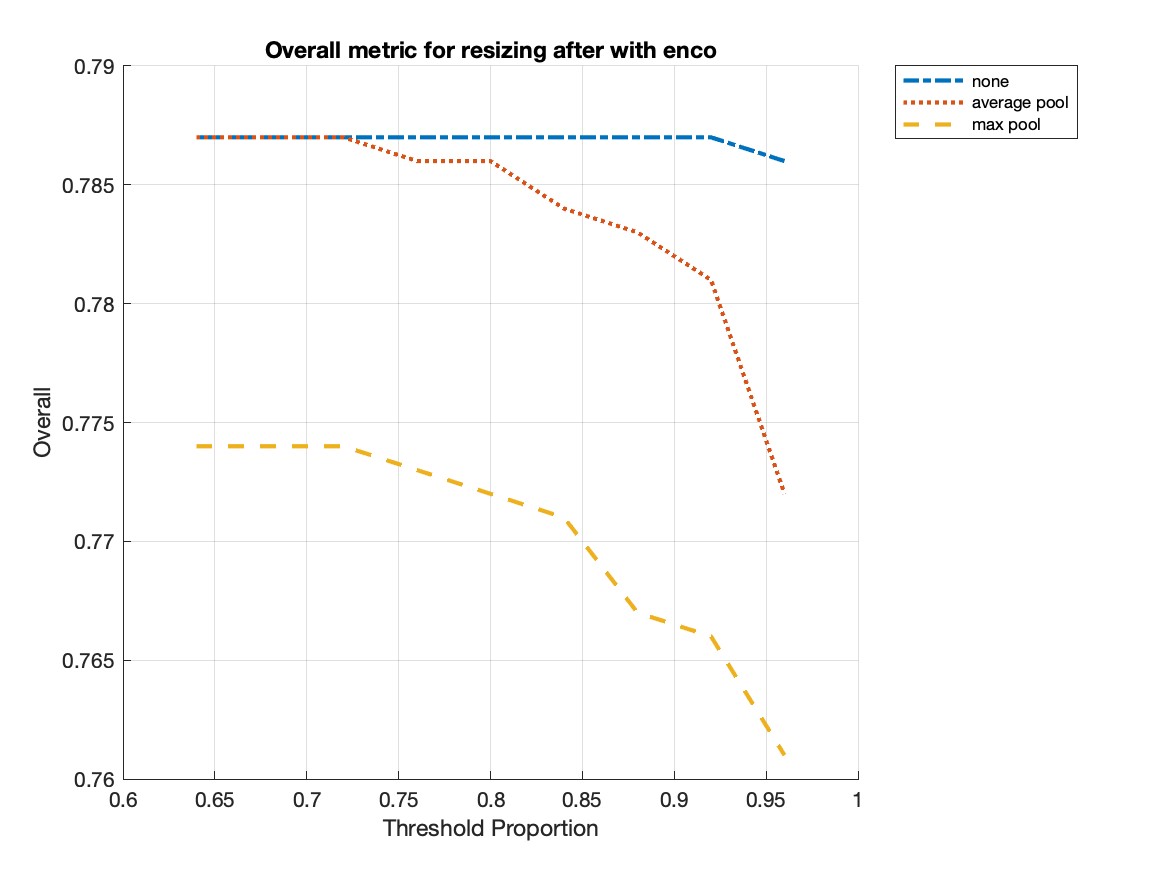 Overall metric for resizing after with enco
0.79
0.785
0.78
0.775
0.77
0.765
0.76
Overall
0.6
0.65
0.7
0.75
0.8
0.85
0.9
0.95
1
Threshold Proportion
none
average pool
max pool